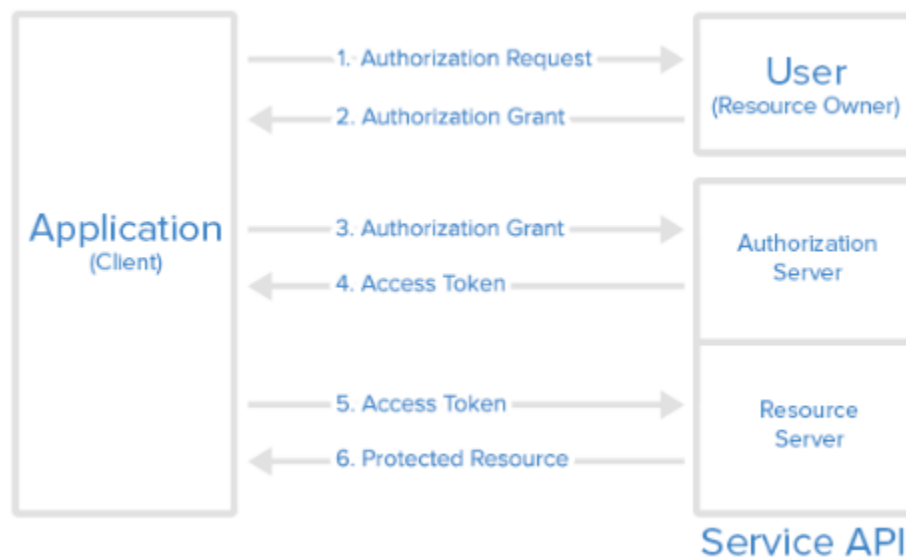 1. Authorization Request
User
(Resource Owner)
2. Authorization Grant
Application
(Client)
3. Authorization Grant
Authorization
Server
4. Access Token
5. Access Token
Resource
Server
6. Protected Resource
Service API